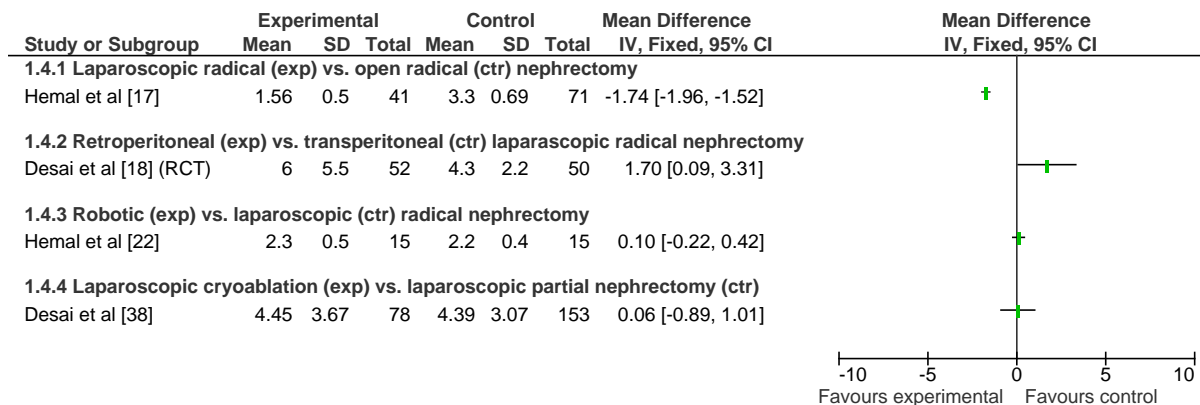 Experimental Control Mean Difference Mean Difference
Study or Subgroup Mean SD Total Mean SD Total IV, Fixed, 95% CI IV, Fixed, 95% CI
1.4.1 Laparoscopic radical (exp) vs. open radical (ctr) nephrectomy
Hemal et al [17] 1.56 0.5 41 3.3 0.69 71 -1.74 [-1.96, -1.52]
1.4.2 Retroperitoneal (exp) vs. transperitoneal (ctr) laparascopic radical nephrectomy
Desai et al [18] (RCT) 6 5.5 52 4.3 2.2 50 1.70 [0.09, 3.31]
1.4.3 Robotic (exp) vs. laparoscopic (ctr) radical nephrectomy
Hemal et al [22] 2.3 0.5 15 2.2 0.4 15 0.10 [-0.22, 0.42]
1.4.4 Laparoscopic cryoablation (exp) vs. laparoscopic partial nephrectomy (ctr)
Desai et al [38] 4.45 3.67 78 4.39 3.07 153 0.06 [-0.89, 1.01]
-10 -5 0 5 10
Favours experimental Favours control